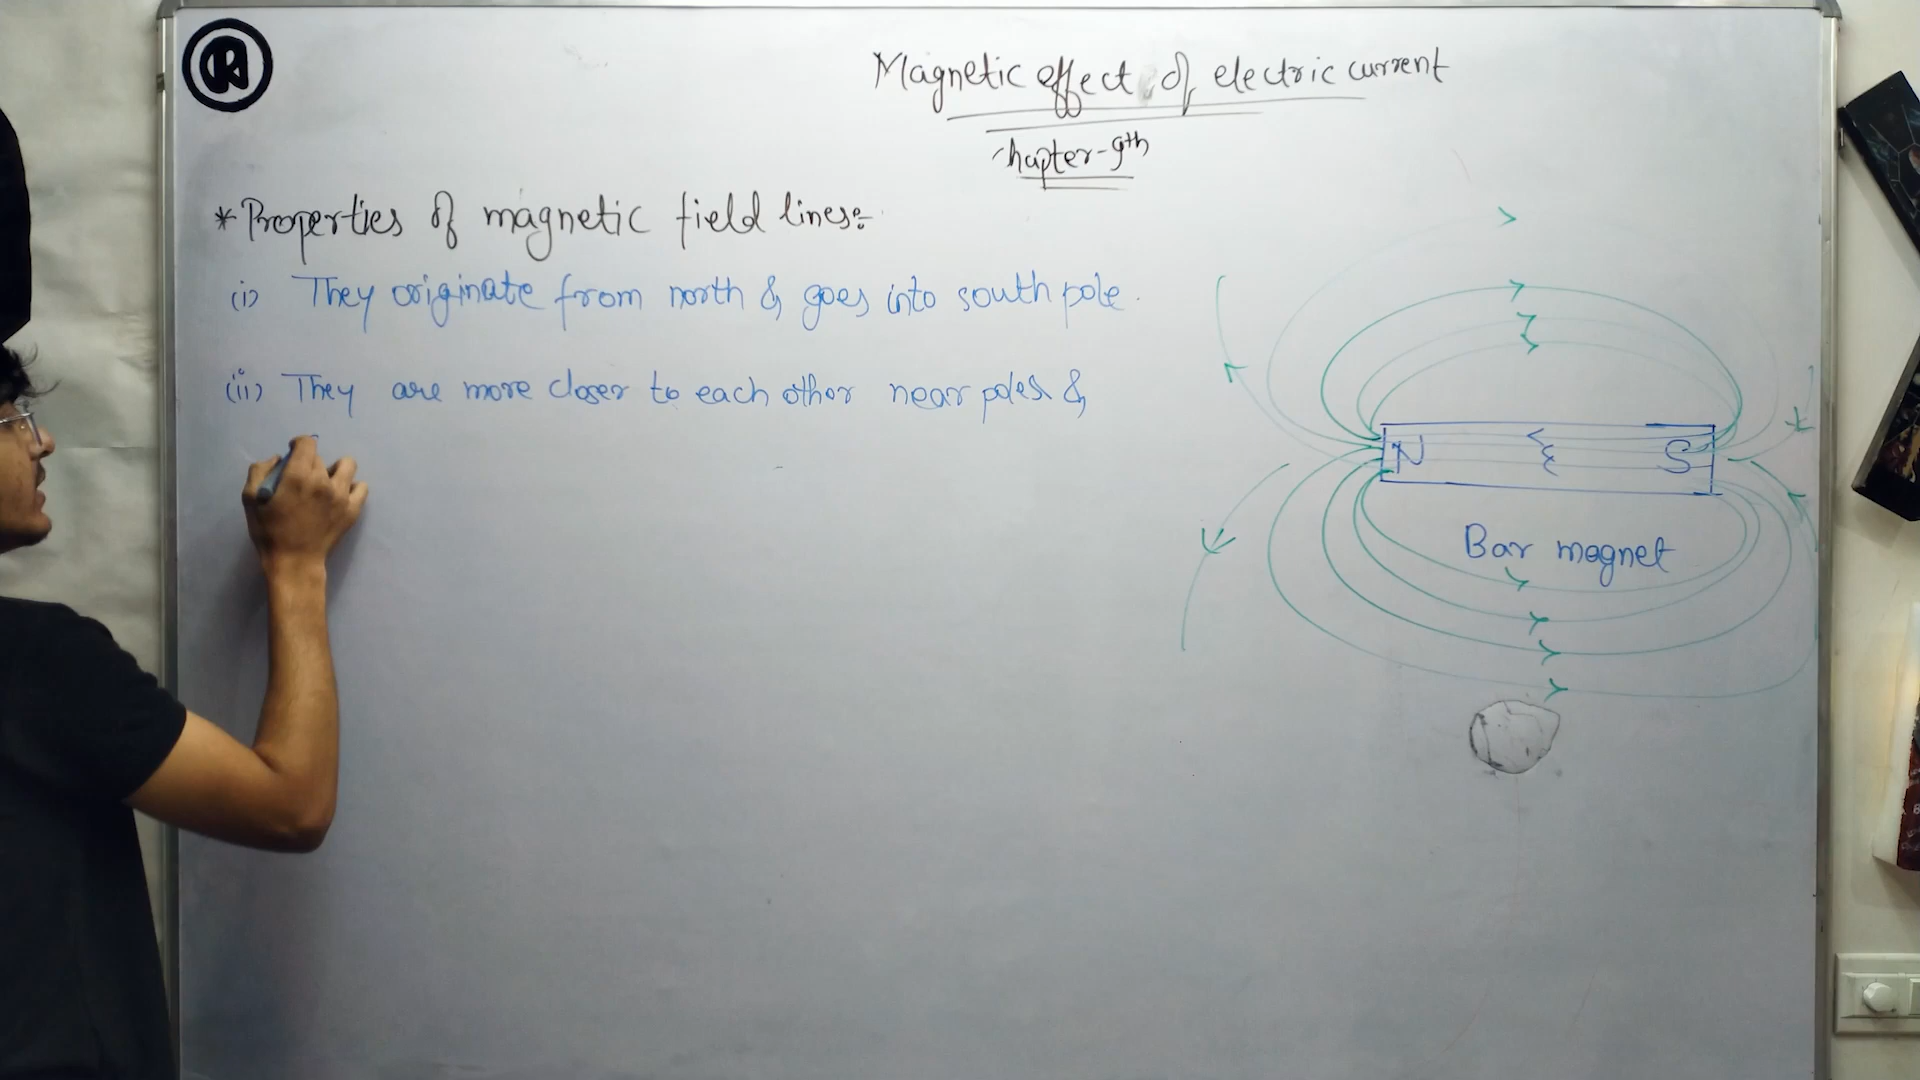 Magnetic effect of electric current
Chapter-9th
* Properties of magnetic field lines:-
(i) They originate from north & goes into south pole.
(ii) They are more closer to each other near poles &
N S
Bar magnet